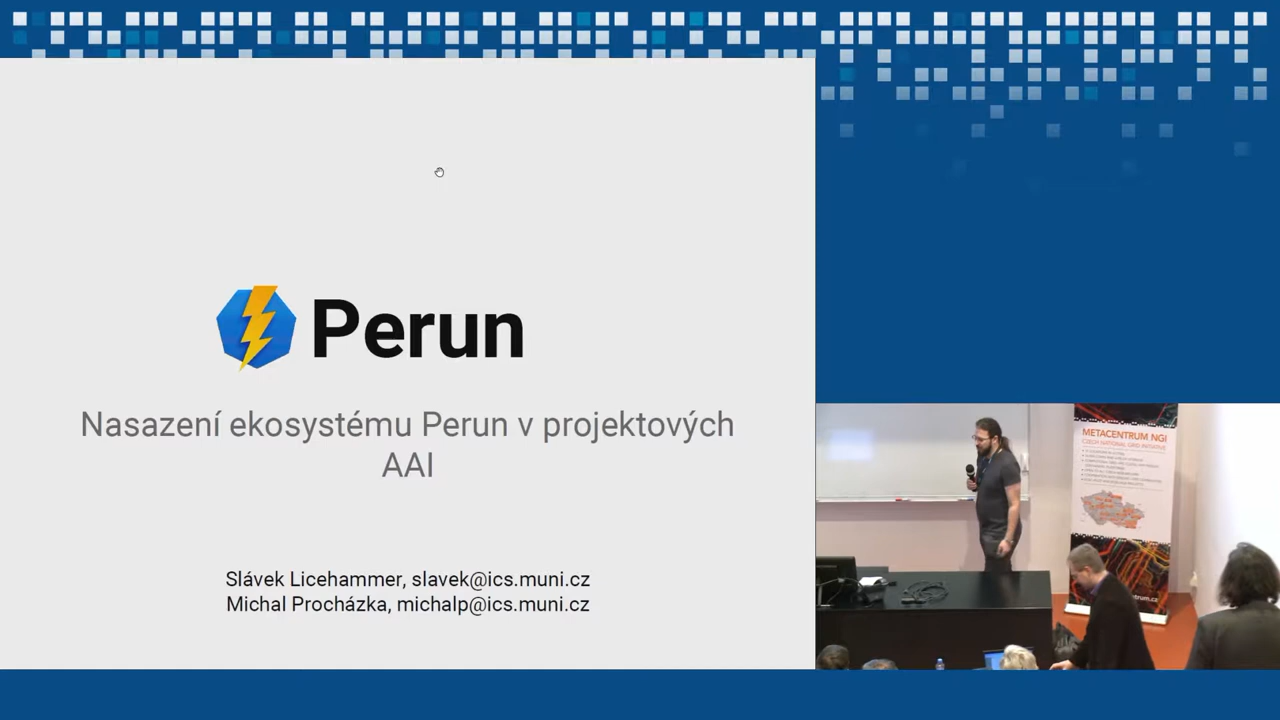 Perun
Nasazení ekosystému Perun v projektových
AAI
Slávek Licehammer, slavek@ics.muni.cz
Michal Procházka, michalp@ics.muni.cz
METACENTRUM NGI
CZECH NATIONAL GRID INITIATIVE